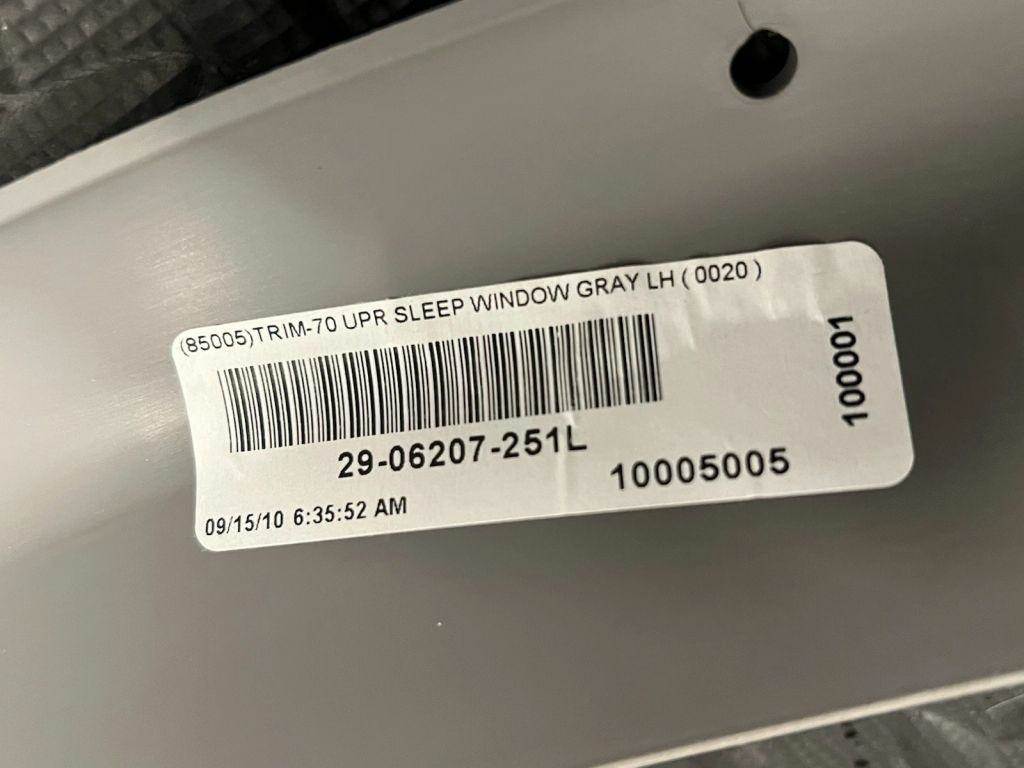 (85005)TRIM-70 UPR SLEEP WINDOW GRAY LH ( 0020 )
29-06207-251L
10005005
09/15/10 6:35:52 AM
100001